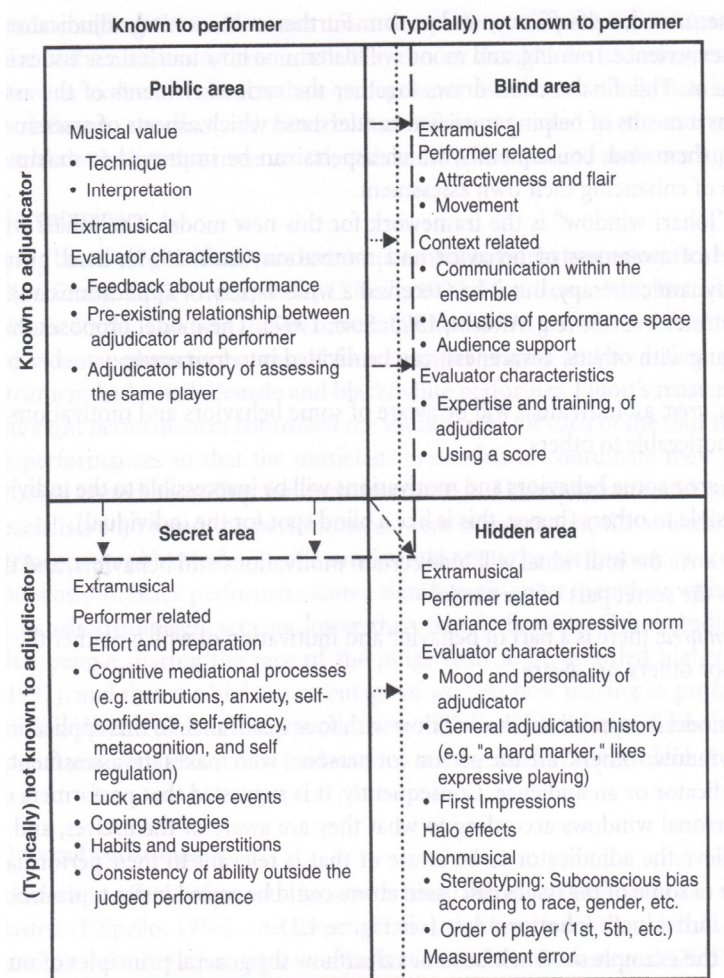 Known to performer
(Typically) not known to performer
Known to adjudicator
Public area
Musical value
• Technique
• Interpretation
Extramusical
Evaluator characterstics
• Feedback about performance
• Pre-existing relationship between
adjudicator and performer
• Adjudicator history of assessing
the same player
Blind area
Extramusical
Performer related
• Attractiveness and flair
• Movement
Context related
• Communication within the
ensemble
• Acoustics of performance space
• Audience support
Evaluator characteristics
• Experience, and training, of
adjudicator
• Using a score
(Typically) not known to adjudicator
Secret area
Extramusical
Performer related
• Effort and preparation
• Cognitive mediational processes
(e.g. attributions, anxiety, self-
confidence, self-efficacy,
metacognition, and self
regulation)
• Luck and chance events
• Coping strategies
• Habits and superstitions
• Consistency of ability outside the
judged performance
Hidden area
Extramusical
Performer related
• Variance from expressive norm
Evaluator characteristics
• Mood and personality of
adjudicator
• General adjudication history
(e.g. "a hard marker," likes
expressive playing)
• First Impressions
Halo effects
Nonmusical
• Stereotyping: Subconscious bias
according to race, gender, etc.
• Order of player (1st, 5th, etc.)
Measurement error